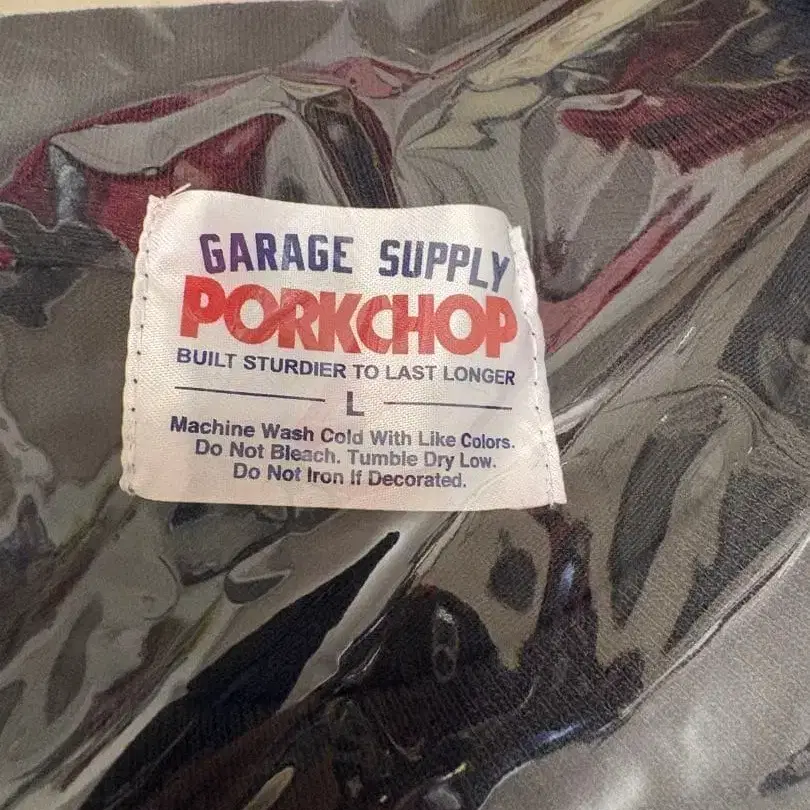 GARAGE SUPPLY
PORKCHOP
BUILT STURDIER TO LAST LONGER
L
Machine Wash Cold With Like Colors.
Do Not Bleach. Tumble Dry Low.
Do Not Iron If Decorated.